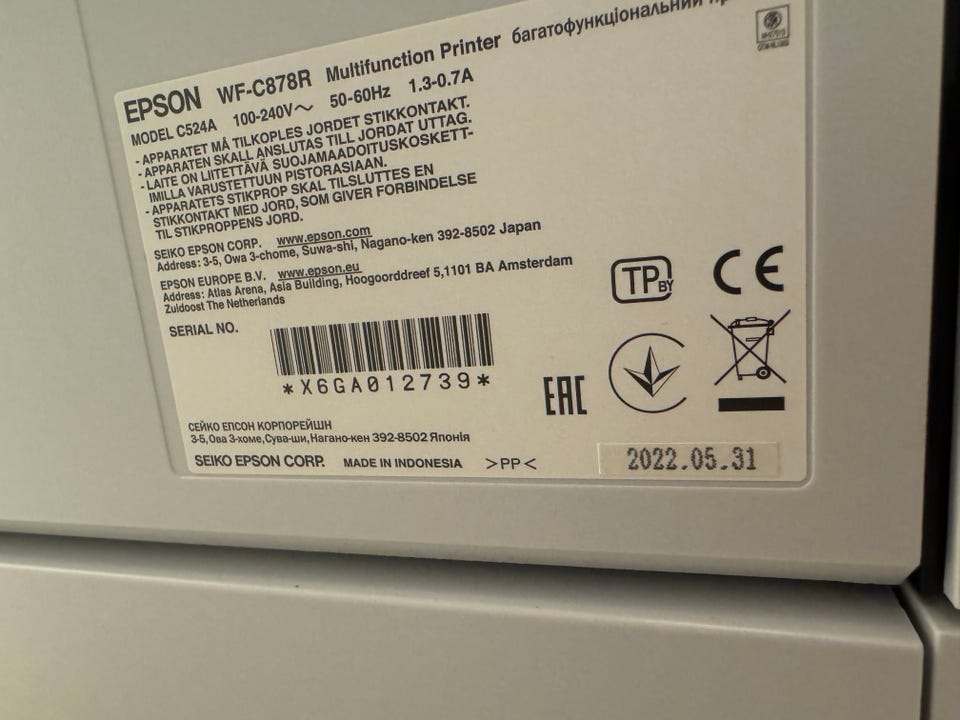 EPSON WF-C878R Multifunction Printer багатофункціональний
MODEL C524A 100-240V～ 50-60Hz 1.3-0.7A
- APPARATET MÅ TILKOPLES JORDET STIKKONTAKT.
- APPARATEN SKALL ANSLUTAS TILL JORDAT UTTAG.
- LAITE ON LIITETTÄVÄ SUOJAMAADOITUSKOSKETT-
IMILLA VARUSTETTUUN PISTORASIAAN.
- APPARATETS STIKPROP SKAL TILSLUTTES EN
STIKKONTAKT MED JORD, SOM GIVER FORBINDELSE
TIL STIKPROPPENS JORD.
SEIKO EPSON CORP. www.epson.com
Address: 3-5, Owa 3-chome, Suwa-shi, Nagano-ken 392-8502 Japan
EPSON EUROPE B.V. www.epson.eu
Address: Atlas Arena, Asia Building, Hoogoorddreef 5,1101 BA Amsterdam
Zuidoost The Netherlands
SERIAL NO.
*X6GA012739*
TP BY
CE
EAC
СЕЙКО ЕПСОН КОРПОРЕЙШН
3-5, Ова 3-хоме, Сува-ши, Нагано-кен 392-8502 Японія
SEIKO EPSON CORP. MADE IN INDONESIA >PP<
2022.05.31